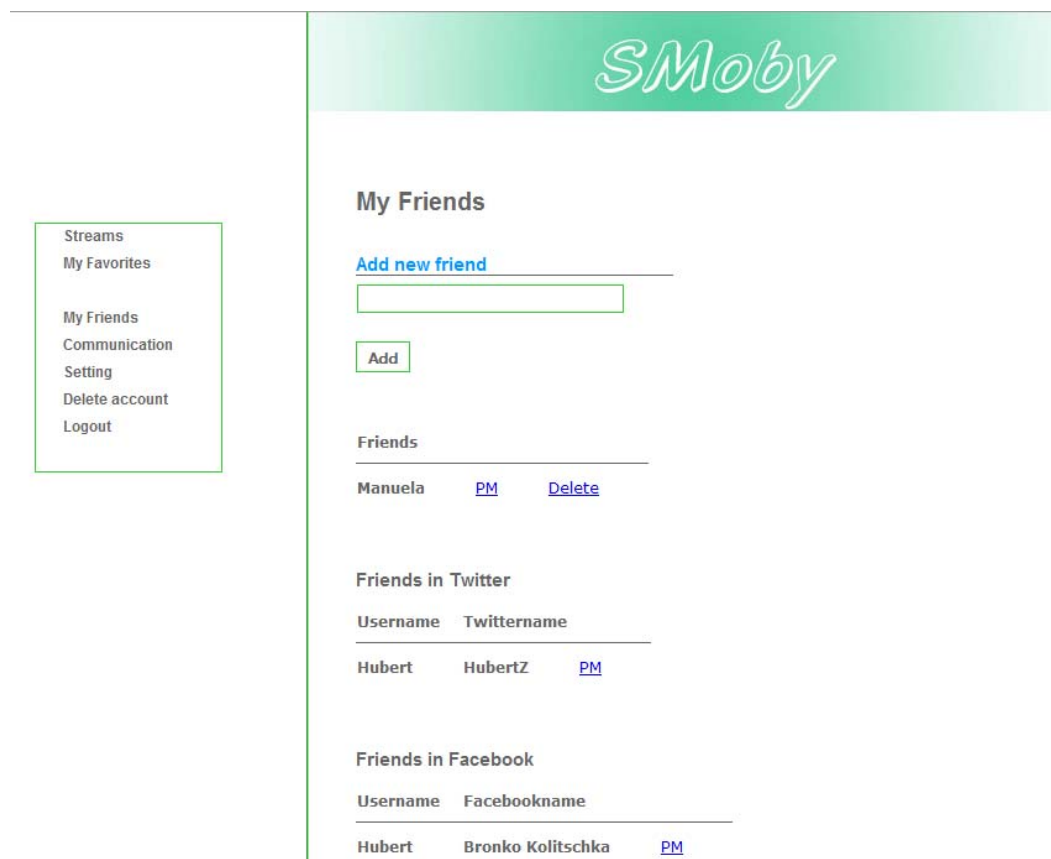 SMoby
Streams
My Favorites
My Friends
Communication
Setting
Delete account
Logout
My Friends
Add new friend
Add
Friends
Manuela PM Delete
Friends in Twitter
Username Twittername
Hubert HubertZ PM
Friends in Facebook
Username Facebookname
Hubert Bronko Kolitschka PM